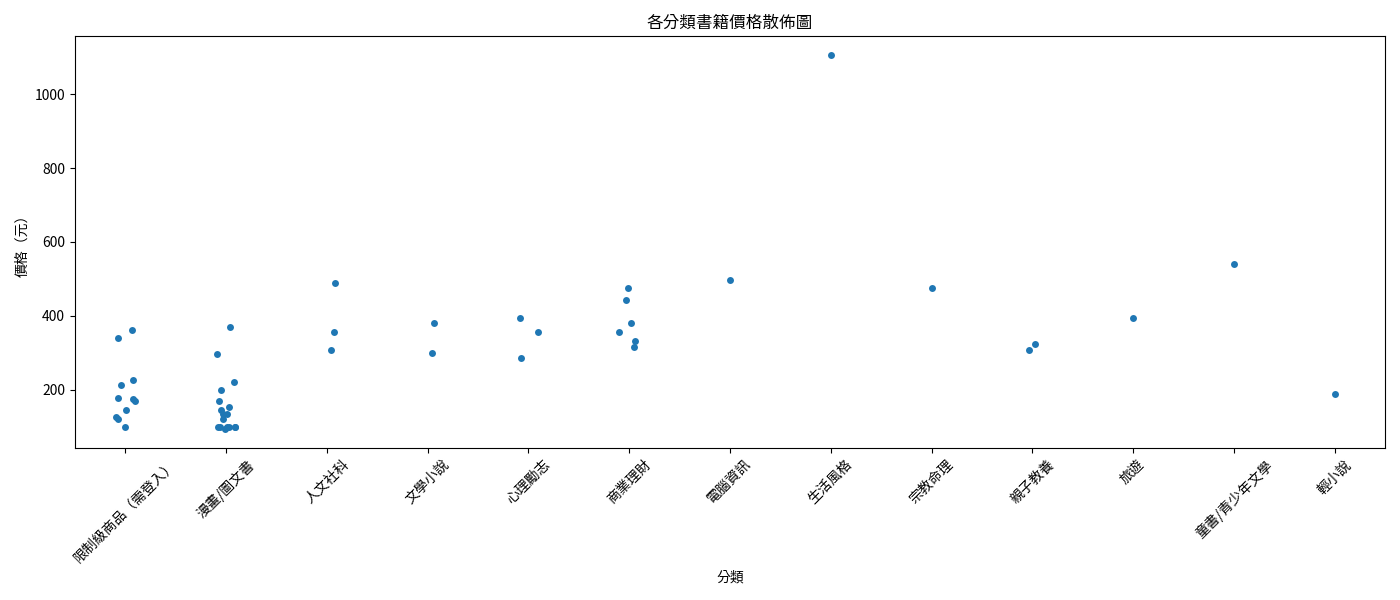 各分類書籍價格散佈圖
價格（元）
1000
800
600
400
200
限制級商品（需登入）
漫畫/圖文書
人文社科
文學小說
心理勵志
商業理財
電腦資訊
生活風格
宗教命理
親子教養
旅遊
童書/青少年文學
輕小說
分類